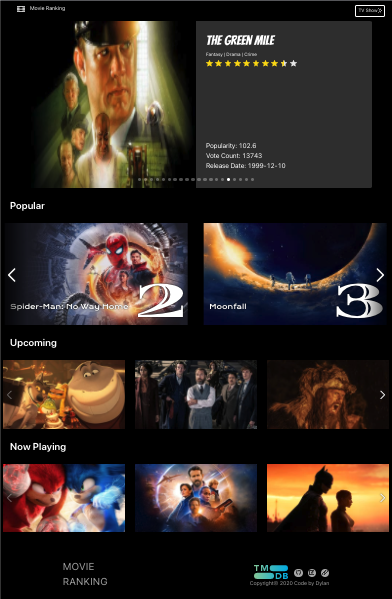 Movie Ranking
TV Show
THE GREEN MILE
Fantasy | Drama | Crime
Popularity: 102.6
Vote Count: 13743
Release Date: 1999-12-10
Popular
Spider-Man: No Way Home
2
Moonfall
3
Upcoming
Now Playing
MOVIE
RANKING
TM
DB
Copyright© 2020 Code by Dylan